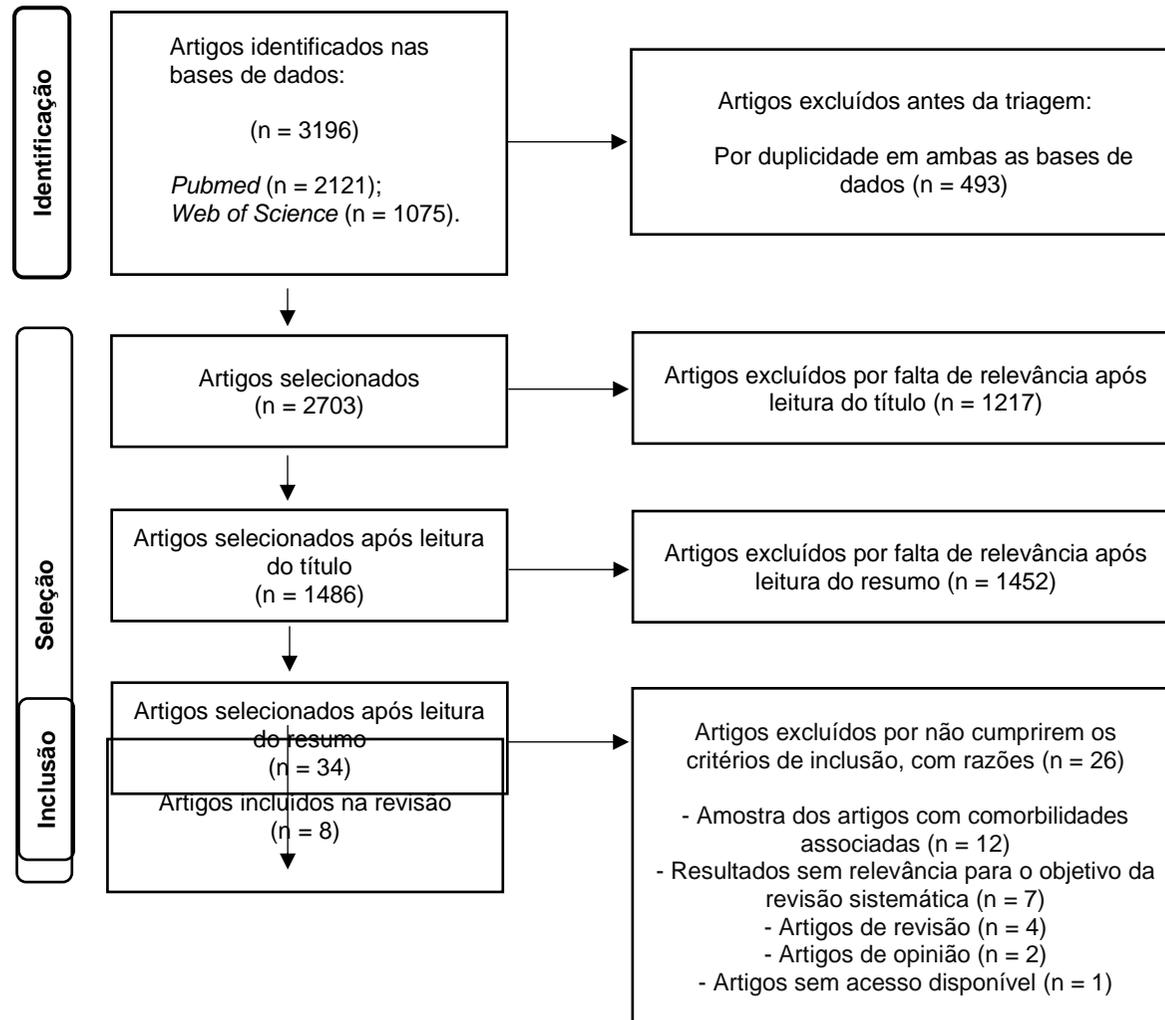 Identificação
Artigos identificados nas
bases de dados:
(n = 3196)
Pubmed (n = 2121);
Web of Science (n = 1075).
Artigos excluídos antes da triagem:
Por duplicidade em ambas as bases de
dados (n = 493)
Seleção
Artigos selecionados
(n = 2703)
Artigos excluídos por falta de relevância após
leitura do título (n = 1217)
Artigos selecionados após leitura
do título
(n = 1486)
Artigos excluídos por falta de relevância após
leitura do resumo (n = 1452)
Artigos selecionados após leitura
do resumo
(n = 34)
Artigos excluídos por não cumprirem os
critérios de inclusão, com razões (n = 26)
- Amostra dos artigos com comorbilidades
associadas (n = 12)
- Resultados sem relevância para o objetivo da
revisão sistemática (n = 7)
- Artigos de revisão (n = 4)
- Artigos de opinião (n = 2)
- Artigos sem acesso disponível (n = 1)
Inclusão
Artigos incluídos na revisão
(n = 8)